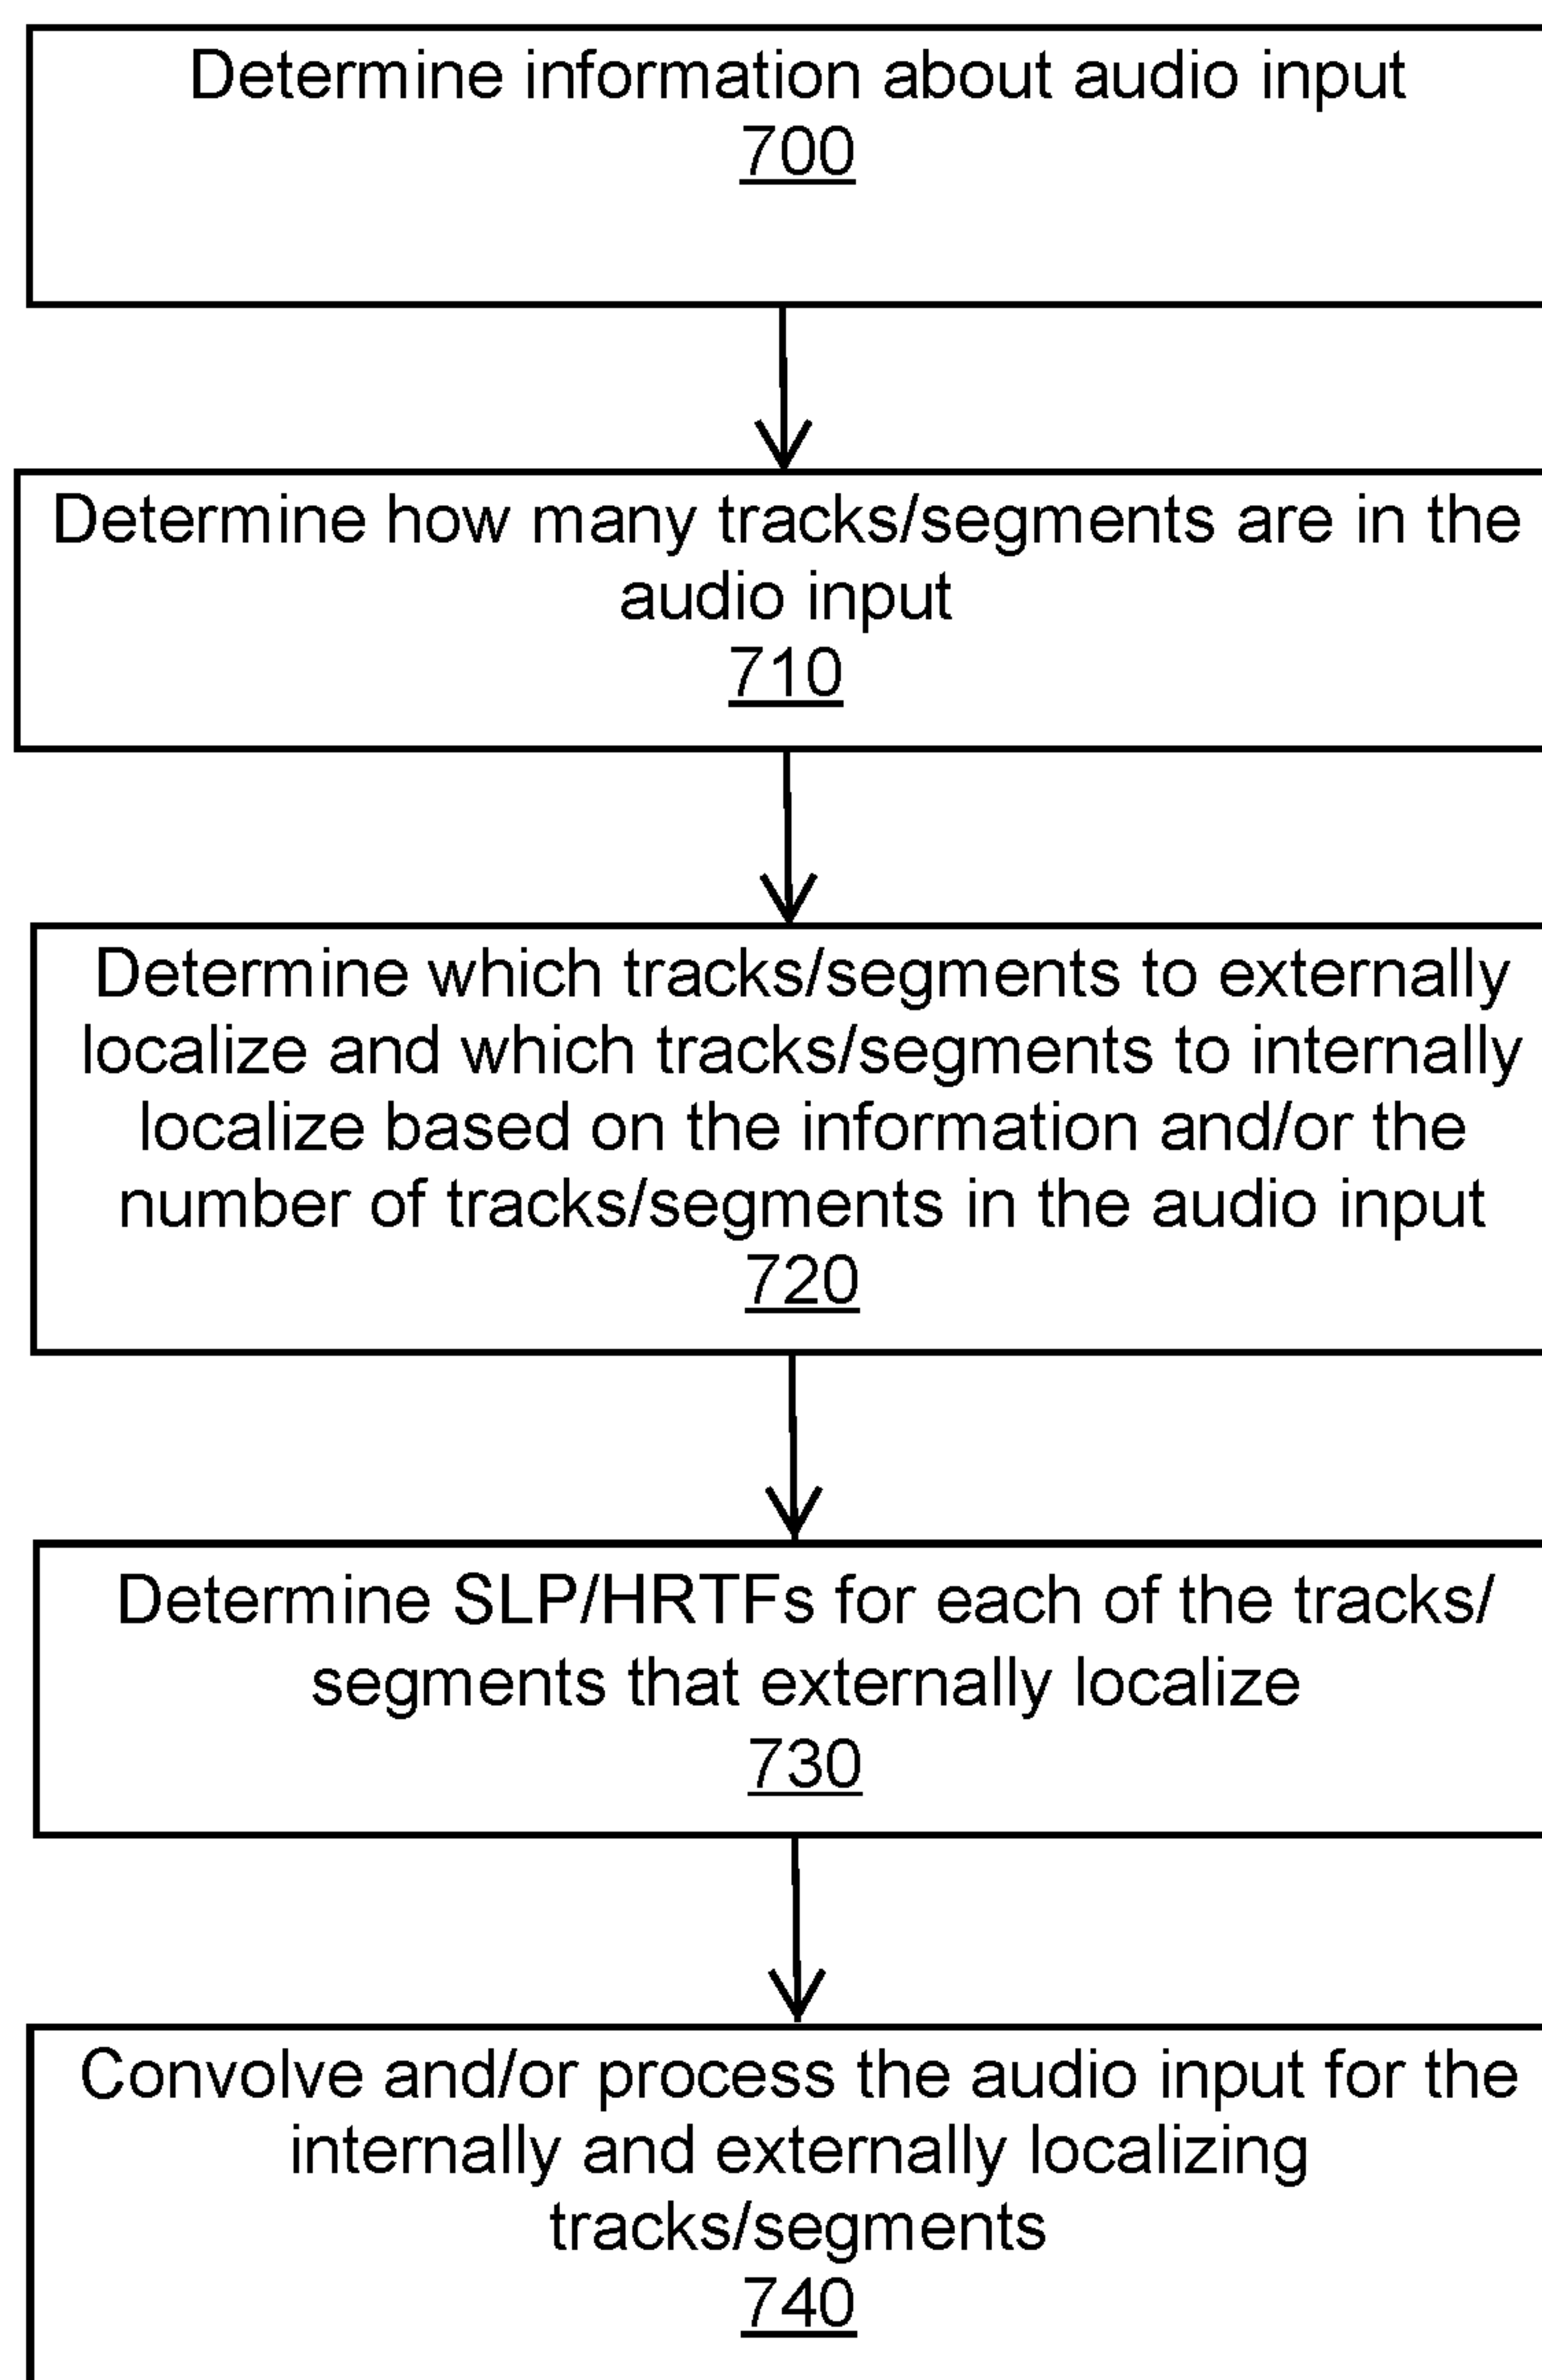 Determine information about audio input
700
Determine how many tracks/segments are in the
audio input
710
Determine which tracks/segments to externally
localize and which tracks/segments to internally
localize based on the information and/or the
number of tracks/segments in the audio input
720
Determine SLP/HRTFs for each of the tracks/
segments that externally localize
730
Convolve and/or process the audio input for the
internally and externally localizing
tracks/segments
740